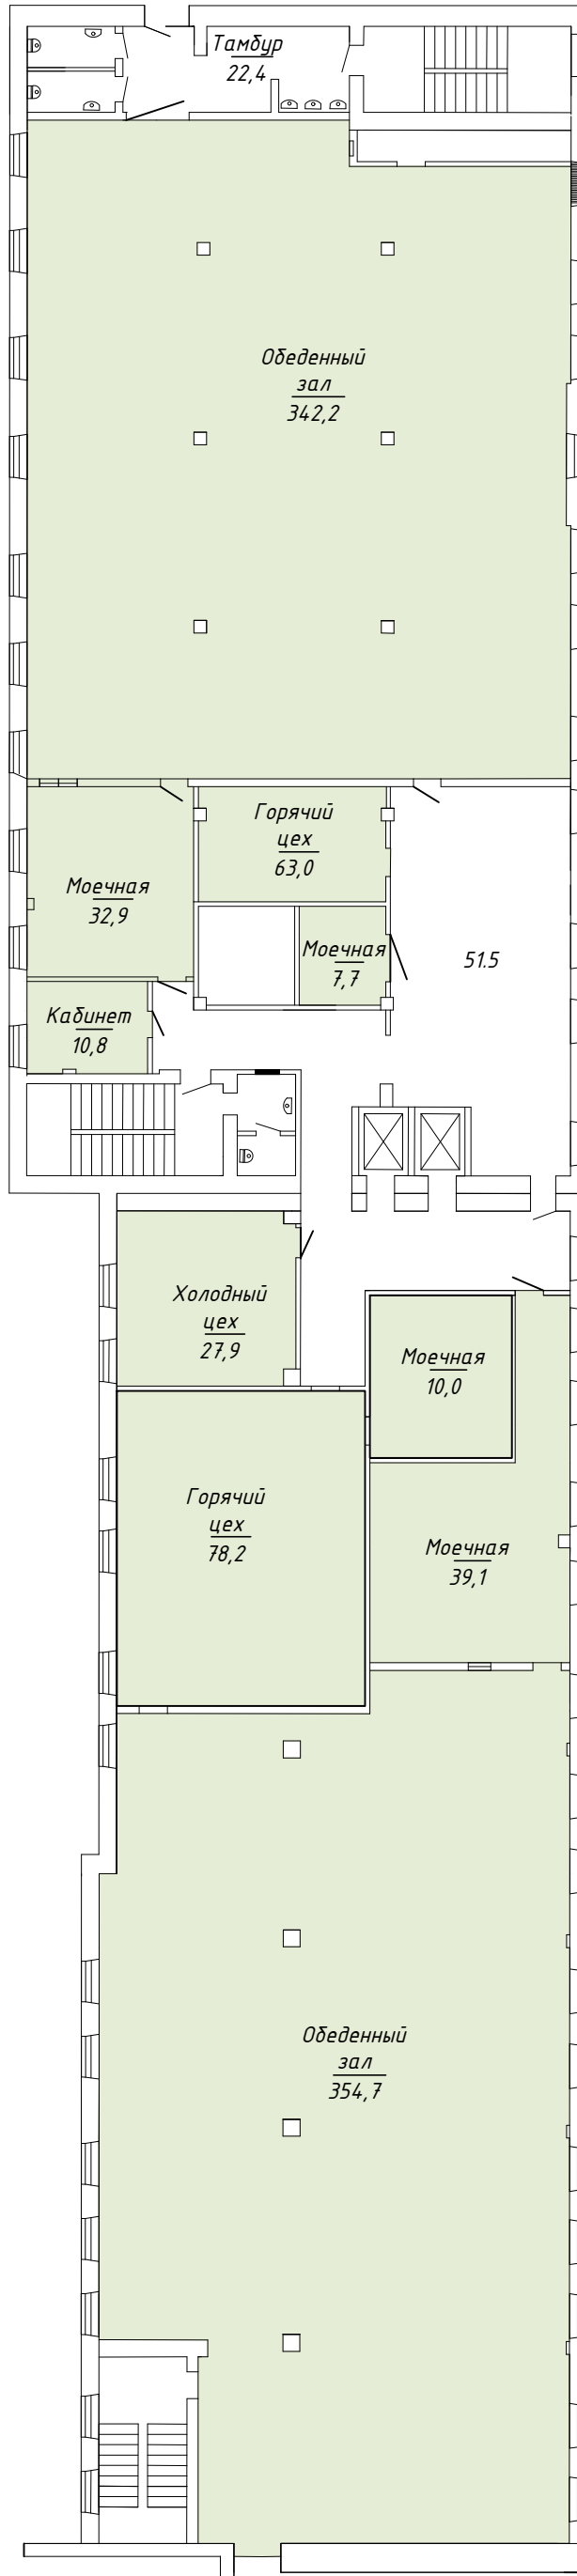 Тамбур
22,4
Обеденный
зал
342,2
Горячий
цех
63,0
Моечная
32,9
Моечная
7,7
51.5
Кабинет
10,8
Холодный
цех
27,9
Моечная
10,0
Горячий
цех
78,2
Моечная
39,1
Обеденный
зал
354,7